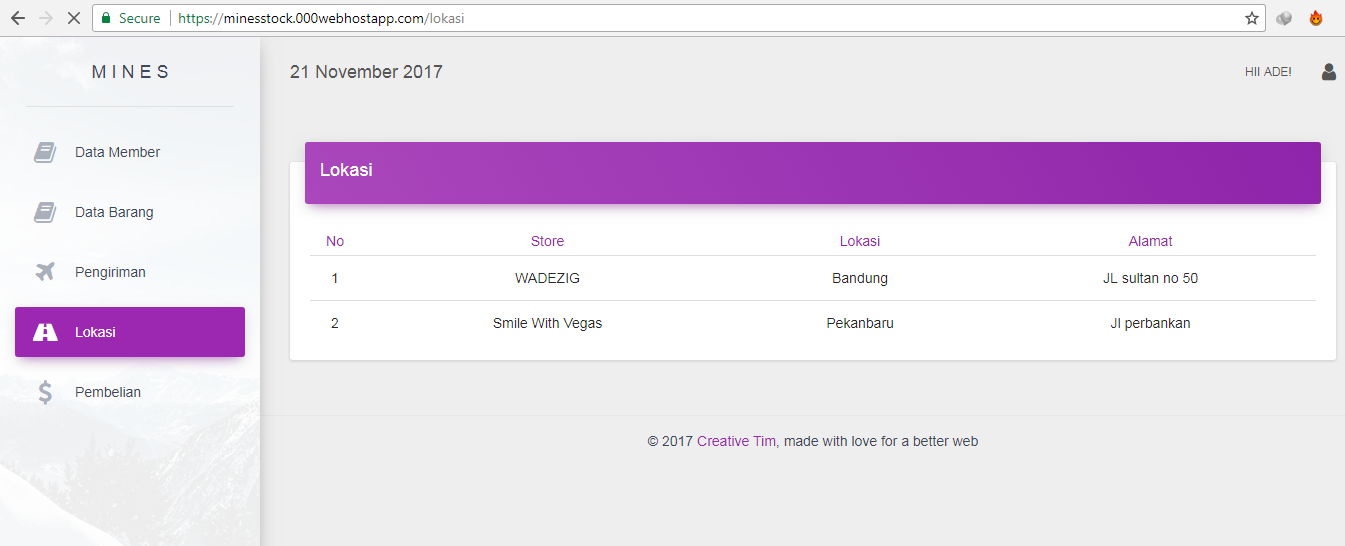 Secure https://minesstock.000webhostapp.com/lokasi
MINES
21 November 2017
HII ADE!
Data Member
Data Barang
Pengiriman
Lokasi
Pembelian
Lokasi
No Store Lokasi Alamat
1 WADEZIG Bandung JL sultan no 50
2 Smile With Vegas Pekanbaru Jl perbankan
© 2017 Creative Tim, made with love for a better web